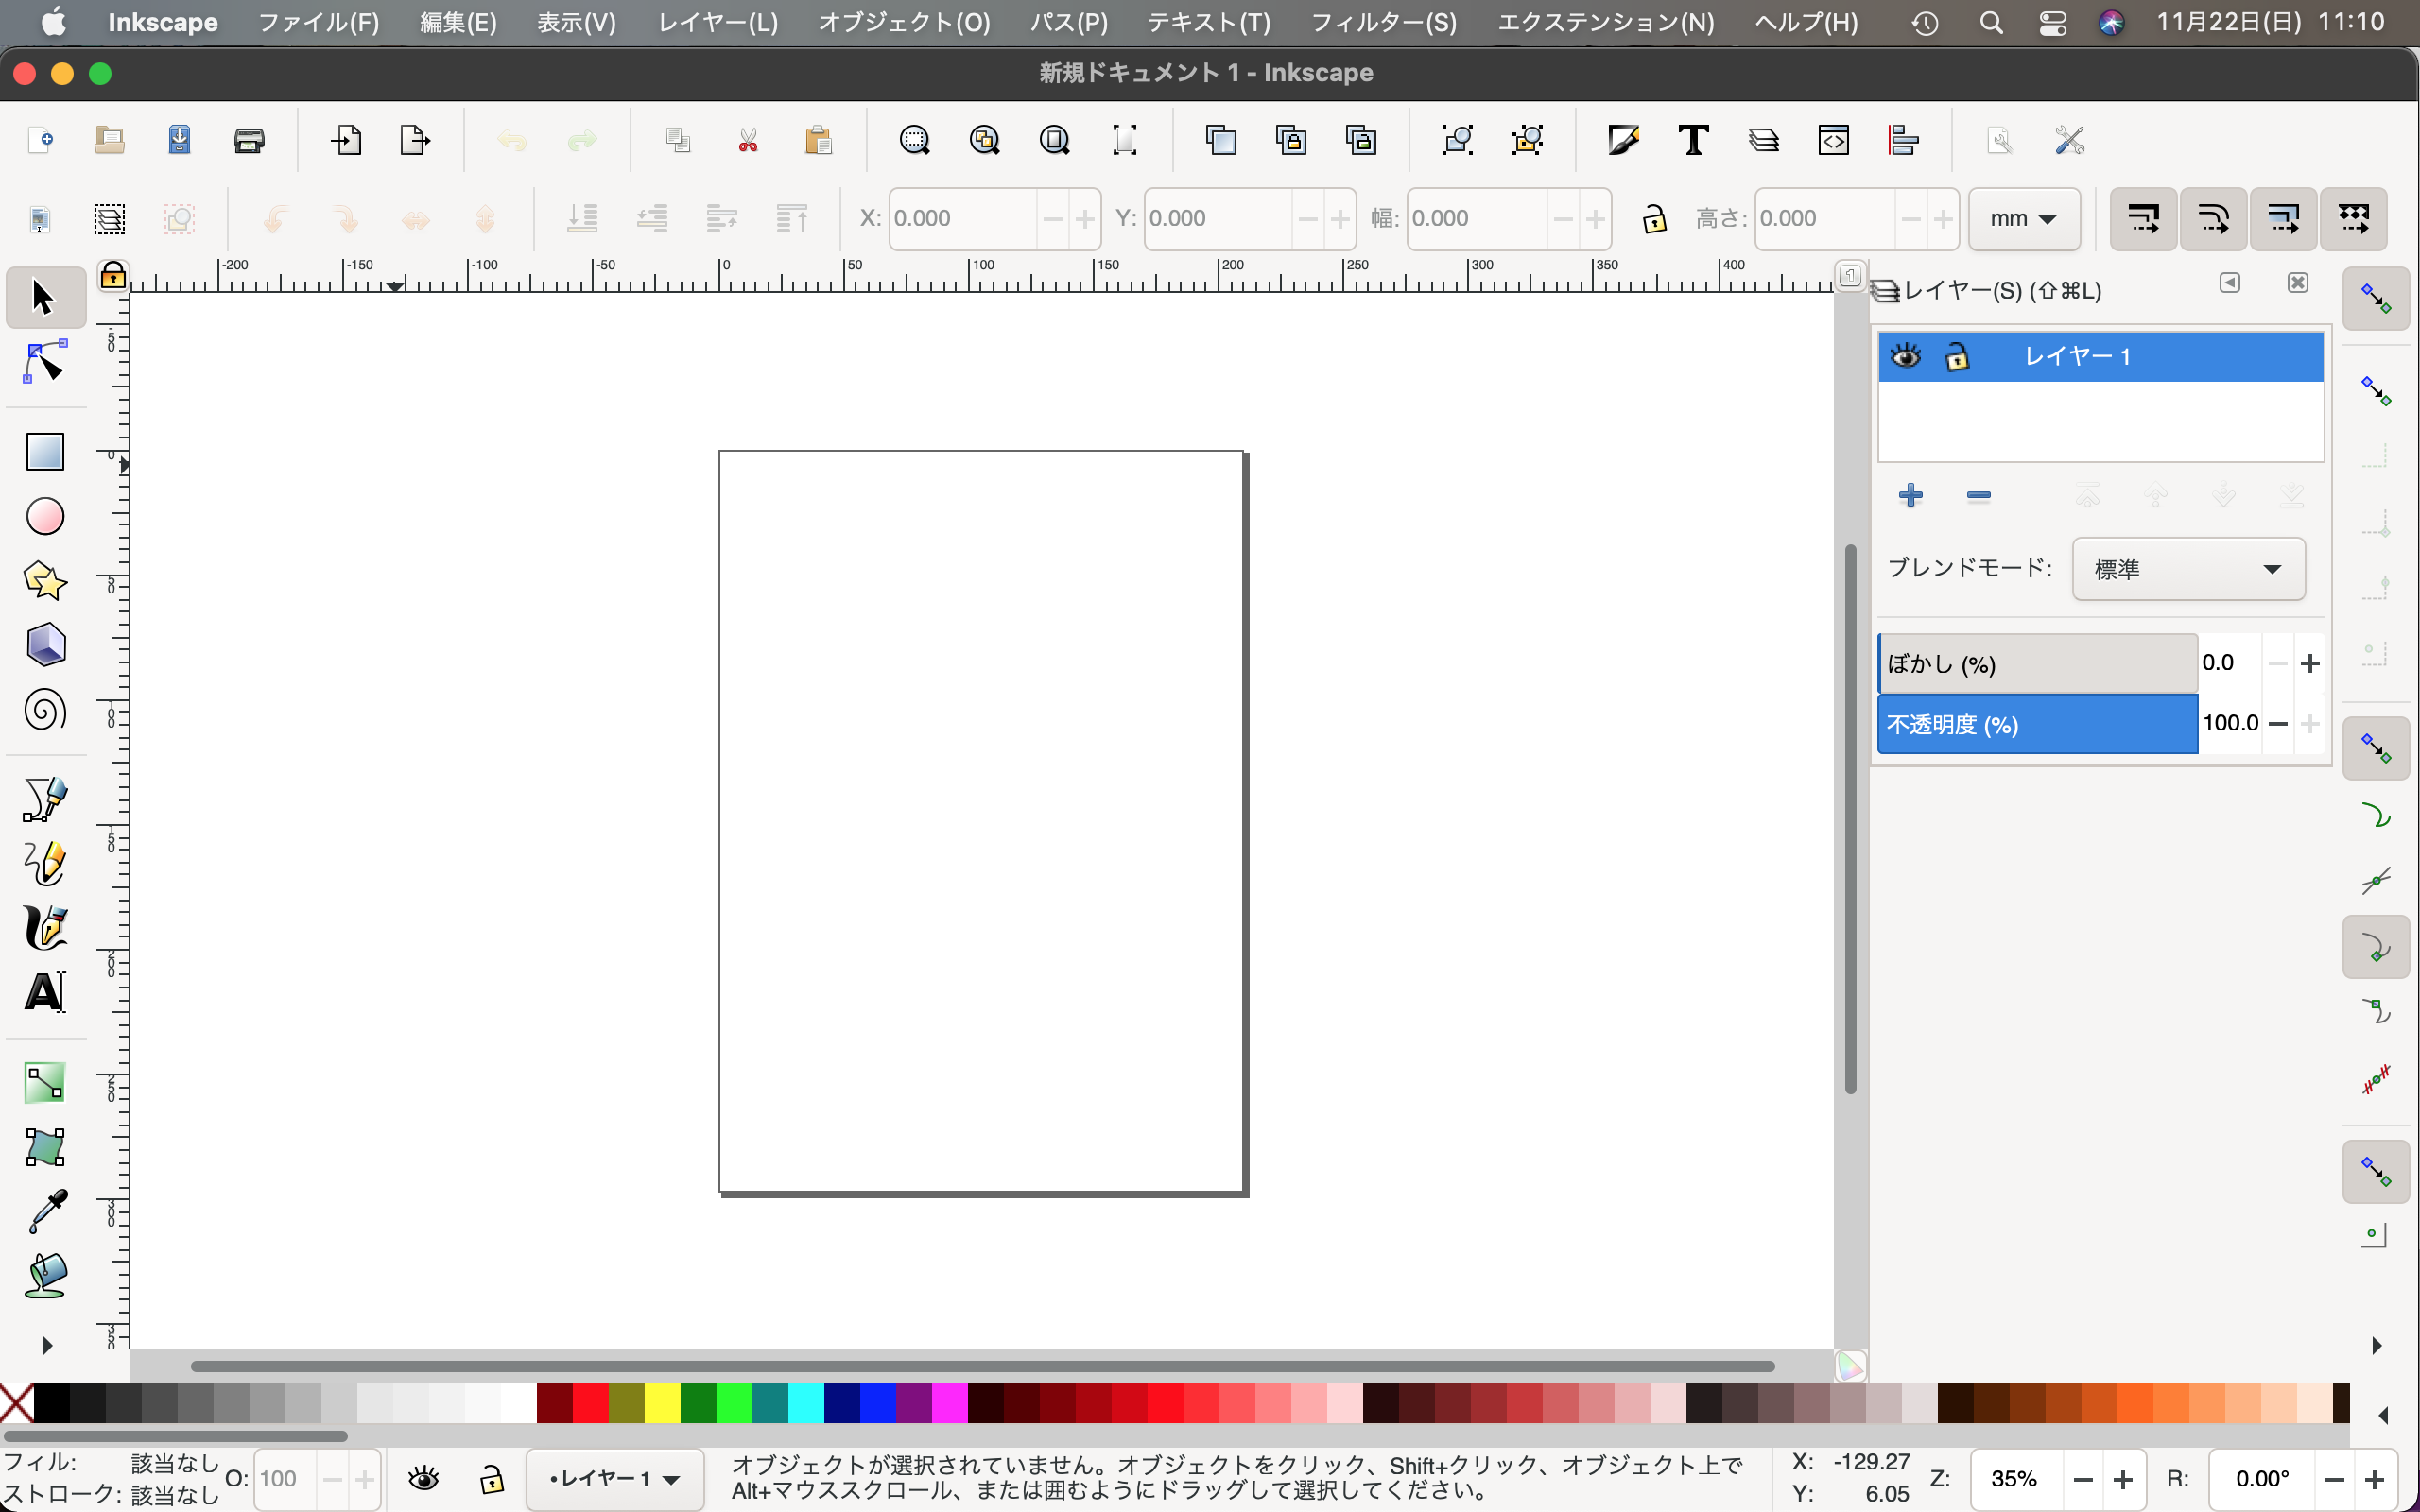 Inkscape ファイル(F) 編集(E) 表示(V) レイヤー(L) オブジェクト(O) パス(P) テキスト(T) フィルター(S) エクステンション(N) ヘルプ(H) 11月22日(日) 11:10
新規ドキュメント 1 - Inkscape
X: 0.000 Y: 0.000 幅: 0.000 高さ: 0.000 mm
-200 -150 -100 -50 0 50 100 150 200 250 300 350 400
-50
0
50
100
150
200
250
300
350
レイヤー(S) (⇧⌘L)
レイヤー 1
ブレンドモード: 標準
ぼかし (%) 0.0
不透明度 (%) 100.0
フィル: 該当なし
ストローク: 該当なし
O: 100
•レイヤー 1
オブジェクトが選択されていません。オブジェクトをクリック、Shift+クリック、オブジェクト上で
Alt+マウススクロール、または囲むようにドラッグして選択してください。
X: -129.27
Y: 6.05
Z: 35% R: 0.00°